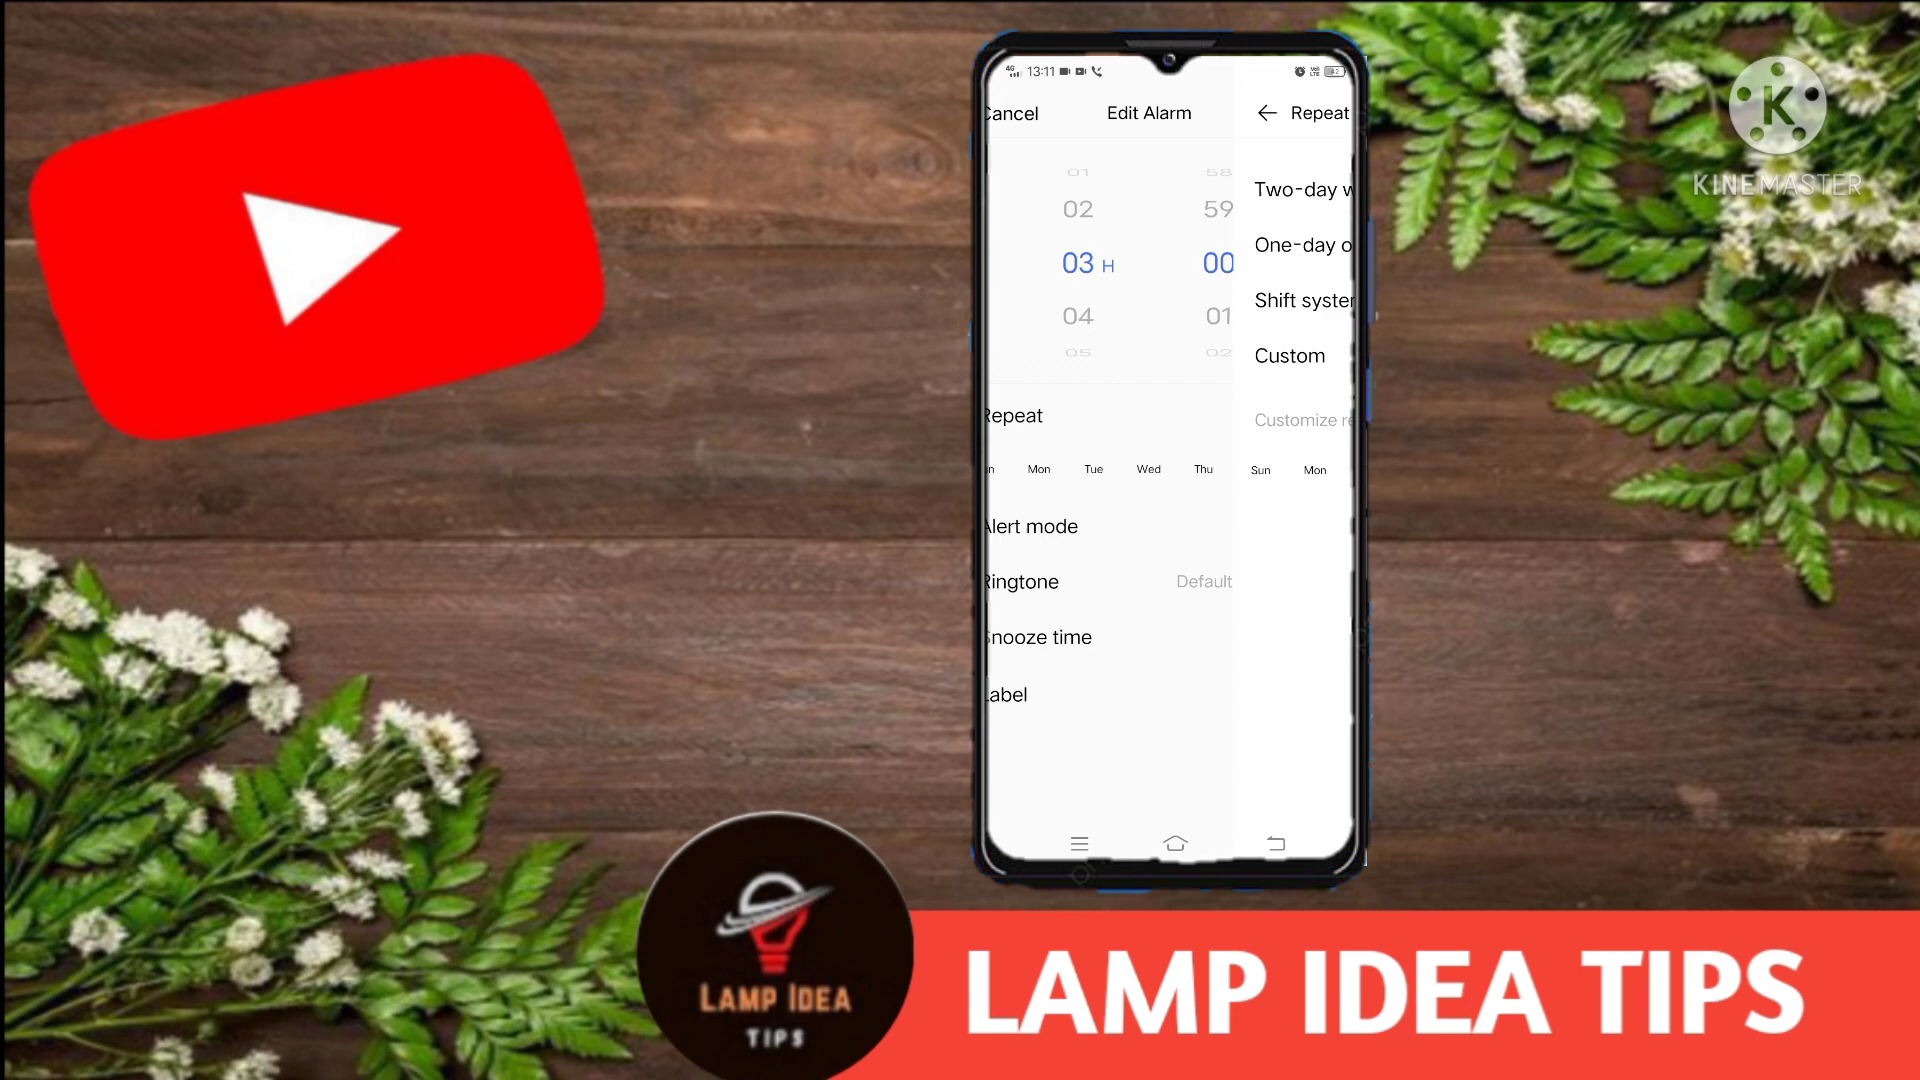 13:11
Cancel Edit Alarm
← Repeat
01 58
02 59
03 H 00
04 01
05 02
Two-day
One-day
Shift
Custom
Customize
Repeat
Mon Tue Wed Thu
Sun Mon
Alert mode
Ringtone Default
Snooze time
Label
K
KINEMASTER
LAMP IDEA
TIPS
LAMP IDEA TIPS